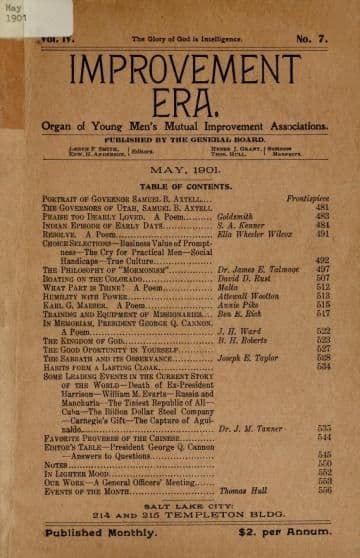 May
1901
Vol. IV.
The Glory of God is Intelligence.
No. 7.
IMPROVEMENT
ERA.
Organ of Young Men's Mutual Improvement Associations.
PUBLISHED BY THE GENERAL BOARD.
Joseph F. Smith,
Edw. H. Anderson,
Editors.
Heber J. Grant,
Thos. Hull,
Business
Managers.
MAY, 1901.
TABLE OF CONTENTS.
Portrait of Governor Samuel B. Axtell... Frontispiece
The Governors of Utah, Samuel B. Axtell 481
Praise too Dearly Loved. A Poem.......... Goldsmith 483
Indian Episode of Early Days............... S. A. Kenner 484
Resolve. A Poem................ Ella Wheeler Wilcox 491
Choice Selections—Business Value of Prompt-
ness—The Cry for Practical Men—Social
Handicaps—True Culture................. 492
The Philosophy of "Mormonism"........... Dr. James E. Talmage 497
Boating on the Colorado.................. David D. Rust 507
What Part is Thine? A Poem.......... Malta 512
Humility with Power.................. Attewall Wootton 513
Karl G. Maeser. A Poem.............. Annie Pike 515
Training and Equipment of Missionaries... Ben E. Rich 517
In Memoriam, President George Q. Cannon.
A Poem.................. J. H. Ward 522
The Kingdom of God.................. B. H. Roberts 523
The Good Oportunity in Yourself........ 527
The Sabbath and its Observance.......... Joseph E. Taylor 528
Habits form a Lasting Cloak............ 534
Some Leading Events in the Current Story
of the World—Death of Ex-President
Harrison—William M. Evarts—Russia and
Manchuria—The Tiniest Republic of All—
Cuba—The Billion Dollar Steel Company
—Carnegie's Gift—The Capture of Agui-
naldo.................. Dr. J. M. Tanner 535
Favorite Proverbs of the Chinese.......... 544
Editor's Table—President George Q. Cannon
—Answers to Questions.............. 545
Notes.................. 550
In Lighter Mood.................. 552
Our Work—A General Officers' Meeting...... 553
Events of the Month.................. Thomas Hull 556
SALT LAKE CITY:
214 AND 215 TEMPLETON BLDG.
Published Monthly.
$2. per Annum.